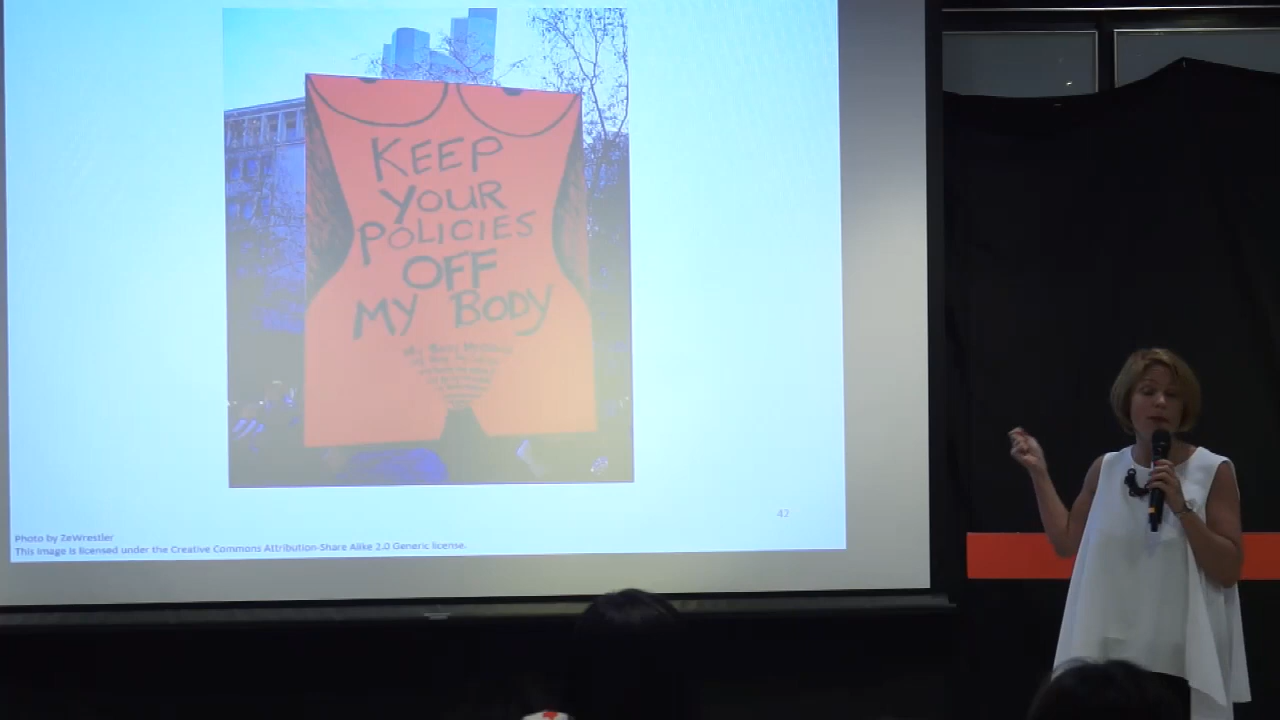 KEEP
YOUR
POLICIES
OFF
MY BODY
42
Photo by ZeWrestler
This image is licensed under the Creative Commons Attribution-Share Alike 2.0 Generic license.